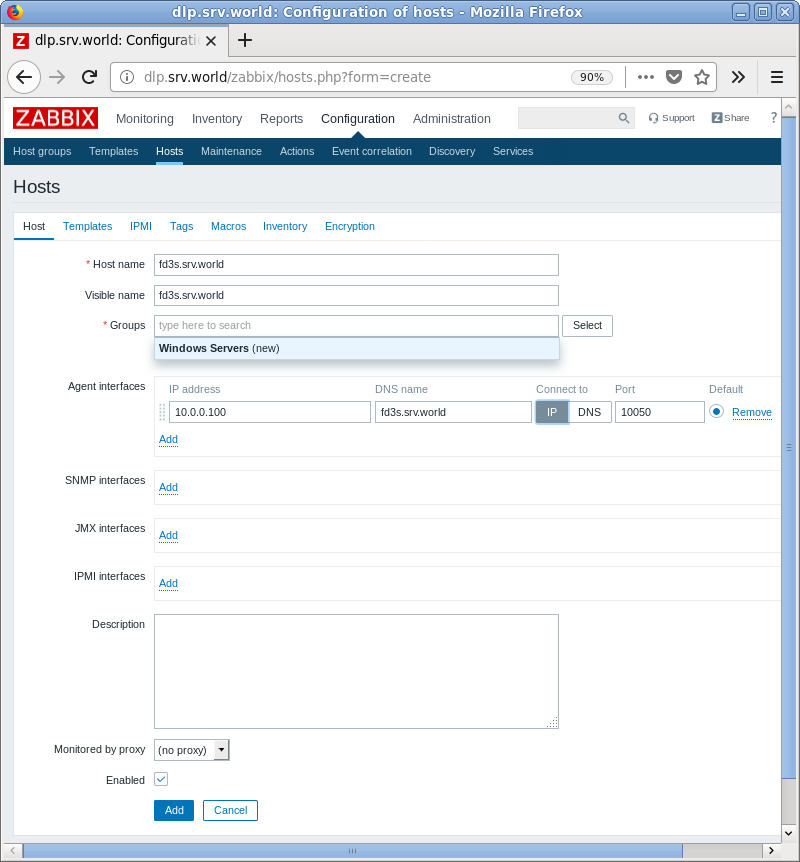 dlp.srv.world: Configuration of hosts - Mozilla Firefox
Z dlp.srv.world: Configurati
dlp.srv.world/zabbix/hosts.php?form=create 90%
ZABBIX Monitoring Inventory Reports Configuration Administration Support Z Share ?
Host groups Templates Hosts Maintenance Actions Event correlation Discovery Services
Hosts
Host Templates IPMI Tags Macros Inventory Encryption
* Host name fd3s.srv.world
Visible name fd3s.srv.world
* Groups type here to search Select
Windows Servers (new)
Agent interfaces IP address DNS name Connect to Port Default
10.0.0.100 fd3s.srv.world IP DNS 10050 Remove
Add
SNMP interfaces Add
JMX interfaces Add
IPMI interfaces Add
Description
Monitored by proxy (no proxy)
Enabled
Add Cancel